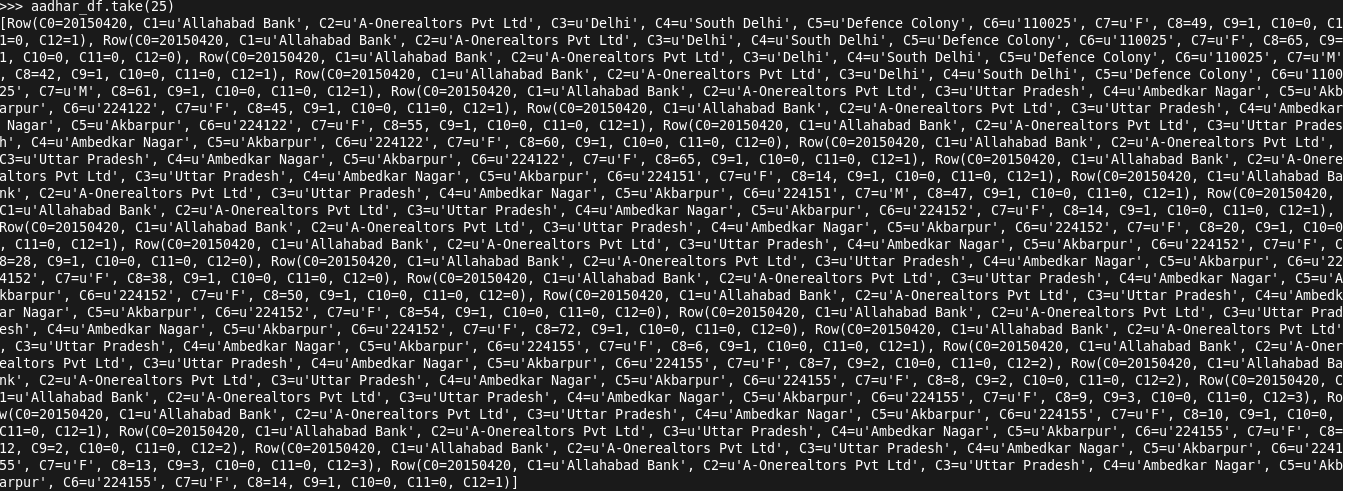 >>> aadhar_df.take(25)
[Row(C0=20150420, C1=u'Allahabad Bank', C2=u'A-Onerealtors Pvt Ltd', C3=u'Delhi', C4=u'South Delhi', C5=u'Defence Colony', C6=u'110025', C7=u'F', C8=49, C9=1, C10=0, C1
1=0, C12=1), Row(C0=20150420, C1=u'Allahabad Bank', C2=u'A-Onerealtors Pvt Ltd', C3=u'Delhi', C4=u'South Delhi', C5=u'Defence Colony', C6=u'110025', C7=u'F', C8=65, C9=
1, C10=0, C11=0, C12=0), Row(C0=20150420, C1=u'Allahabad Bank', C2=u'A-Onerealtors Pvt Ltd', C3=u'Delhi', C4=u'South Delhi', C5=u'Defence Colony', C6=u'110025', C7=u'M'
, C8=42, C9=1, C10=0, C11=0, C12=1), Row(C0=20150420, C1=u'Allahabad Bank', C2=u'A-Onerealtors Pvt Ltd', C3=u'Delhi', C4=u'South Delhi', C5=u'Defence Colony', C6=u'1100
25', C7=u'M', C8=61, C9=1, C10=0, C11=0, C12=1), Row(C0=20150420, C1=u'Allahabad Bank', C2=u'A-Onerealtors Pvt Ltd', C3=u'Uttar Pradesh', C4=u'Ambedkar Nagar', C5=u'Akb
arpur', C6=u'224122', C7=u'F', C8=45, C9=1, C10=0, C11=0, C12=1), Row(C0=20150420, C1=u'Allahabad Bank', C2=u'A-Onerealtors Pvt Ltd', C3=u'Uttar Pradesh', C4=u'Ambedkar
 Nagar', C5=u'Akbarpur', C6=u'224122', C7=u'F', C8=55, C9=1, C10=0, C11=0, C12=1), Row(C0=20150420, C1=u'Allahabad Bank', C2=u'A-Onerealtors Pvt Ltd', C3=u'Uttar Prades
h', C4=u'Ambedkar Nagar', C5=u'Akbarpur', C6=u'224122', C7=u'F', C8=60, C9=1, C10=0, C11=0, C12=0), Row(C0=20150420, C1=u'Allahabad Bank', C2=u'A-Onerealtors Pvt Ltd',
C3=u'Uttar Pradesh', C4=u'Ambedkar Nagar', C5=u'Akbarpur', C6=u'224122', C7=u'F', C8=65, C9=1, C10=0, C11=0, C12=1), Row(C0=20150420, C1=u'Allahabad Bank', C2=u'A-Onere
altors Pvt Ltd', C3=u'Uttar Pradesh', C4=u'Ambedkar Nagar', C5=u'Akbarpur', C6=u'224151', C7=u'F', C8=14, C9=1, C10=0, C11=0, C12=1), Row(C0=20150420, C1=u'Allahabad Ba
nk', C2=u'A-Onerealtors Pvt Ltd', C3=u'Uttar Pradesh', C4=u'Ambedkar Nagar', C5=u'Akbarpur', C6=u'224151', C7=u'M', C8=47, C9=1, C10=0, C11=0, C12=1), Row(C0=20150420,
C1=u'Allahabad Bank', C2=u'A-Onerealtors Pvt Ltd', C3=u'Uttar Pradesh', C4=u'Ambedkar Nagar', C5=u'Akbarpur', C6=u'224152', C7=u'F', C8=14, C9=1, C10=0, C11=0, C12=1),
Row(C0=20150420, C1=u'Allahabad Bank', C2=u'A-Onerealtors Pvt Ltd', C3=u'Uttar Pradesh', C4=u'Ambedkar Nagar', C5=u'Akbarpur', C6=u'224152', C7=u'F', C8=20, C9=1, C10=0
, C11=0, C12=1), Row(C0=20150420, C1=u'Allahabad Bank', C2=u'A-Onerealtors Pvt Ltd', C3=u'Uttar Pradesh', C4=u'Ambedkar Nagar', C5=u'Akbarpur', C6=u'224152', C7=u'F', C
8=28, C9=1, C10=0, C11=0, C12=0), Row(C0=20150420, C1=u'Allahabad Bank', C2=u'A-Onerealtors Pvt Ltd', C3=u'Uttar Pradesh', C4=u'Ambedkar Nagar', C5=u'Akbarpur', C6=u'22
4152', C7=u'F', C8=38, C9=1, C10=0, C11=0, C12=0), Row(C0=20150420, C1=u'Allahabad Bank', C2=u'A-Onerealtors Pvt Ltd', C3=u'Uttar Pradesh', C4=u'Ambedkar Nagar', C5=u'A
kbarpur', C6=u'224152', C7=u'F', C8=50, C9=1, C10=0, C11=0, C12=0), Row(C0=20150420, C1=u'Allahabad Bank', C2=u'A-Onerealtors Pvt Ltd', C3=u'Uttar Pradesh', C4=u'Ambedk
ar Nagar', C5=u'Akbarpur', C6=u'224152', C7=u'F', C8=54, C9=1, C10=0, C11=0, C12=0), Row(C0=20150420, C1=u'Allahabad Bank', C2=u'A-Onerealtors Pvt Ltd', C3=u'Uttar Prad
esh', C4=u'Ambedkar Nagar', C5=u'Akbarpur', C6=u'224152', C7=u'F', C8=72, C9=1, C10=0, C11=0, C12=0), Row(C0=20150420, C1=u'Allahabad Bank', C2=u'A-Onerealtors Pvt Ltd'
, C3=u'Uttar Pradesh', C4=u'Ambedkar Nagar', C5=u'Akbarpur', C6=u'224155', C7=u'F', C8=6, C9=1, C10=0, C11=0, C12=1), Row(C0=20150420, C1=u'Allahabad Bank', C2=u'A-Oner
ealtors Pvt Ltd', C3=u'Uttar Pradesh', C4=u'Ambedkar Nagar', C5=u'Akbarpur', C6=u'224155', C7=u'F', C8=7, C9=2, C10=0, C11=0, C12=2), Row(C0=20150420, C1=u'Allahabad Ba
nk', C2=u'A-Onerealtors Pvt Ltd', C3=u'Uttar Pradesh', C4=u'Ambedkar Nagar', C5=u'Akbarpur', C6=u'224155', C7=u'F', C8=8, C9=2, C10=0, C11=0, C12=2), Row(C0=20150420, C
1=u'Allahabad Bank', C2=u'A-Onerealtors Pvt Ltd', C3=u'Uttar Pradesh', C4=u'Ambedkar Nagar', C5=u'Akbarpur', C6=u'224155', C7=u'F', C8=9, C9=3, C10=0, C11=0, C12=3), Ro
w(C0=20150420, C1=u'Allahabad Bank', C2=u'A-Onerealtors Pvt Ltd', C3=u'Uttar Pradesh', C4=u'Ambedkar Nagar', C5=u'Akbarpur', C6=u'224155', C7=u'F', C8=10, C9=1, C10=0,
C11=0, C12=1), Row(C0=20150420, C1=u'Allahabad Bank', C2=u'A-Onerealtors Pvt Ltd', C3=u'Uttar Pradesh', C4=u'Ambedkar Nagar', C5=u'Akbarpur', C6=u'224155', C7=u'F', C8=
12, C9=2, C10=0, C11=0, C12=2), Row(C0=20150420, C1=u'Allahabad Bank', C2=u'A-Onerealtors Pvt Ltd', C3=u'Uttar Pradesh', C4=u'Ambedkar Nagar', C5=u'Akbarpur', C6=u'2241
55', C7=u'F', C8=13, C9=3, C10=0, C11=0, C12=3), Row(C0=20150420, C1=u'Allahabad Bank', C2=u'A-Onerealtors Pvt Ltd', C3=u'Uttar Pradesh', C4=u'Ambedkar Nagar', C5=u'Akb
arpur', C6=u'224155', C7=u'F', C8=14, C9=1, C10=0, C11=0, C12=1)]